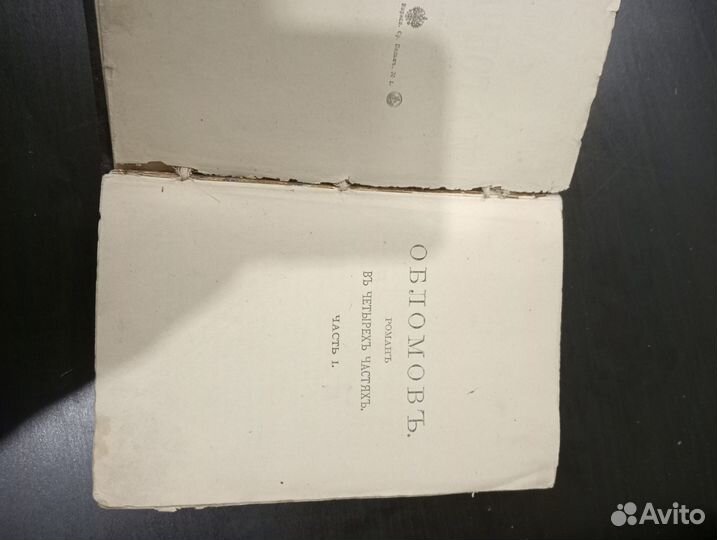 ОБЛОМОВЪ.
РОМАНЪ
ВЪ ЧЕТЫРЕХЪ ЧАСТЯХЪ.
ЧАСТЬ I.
Avito